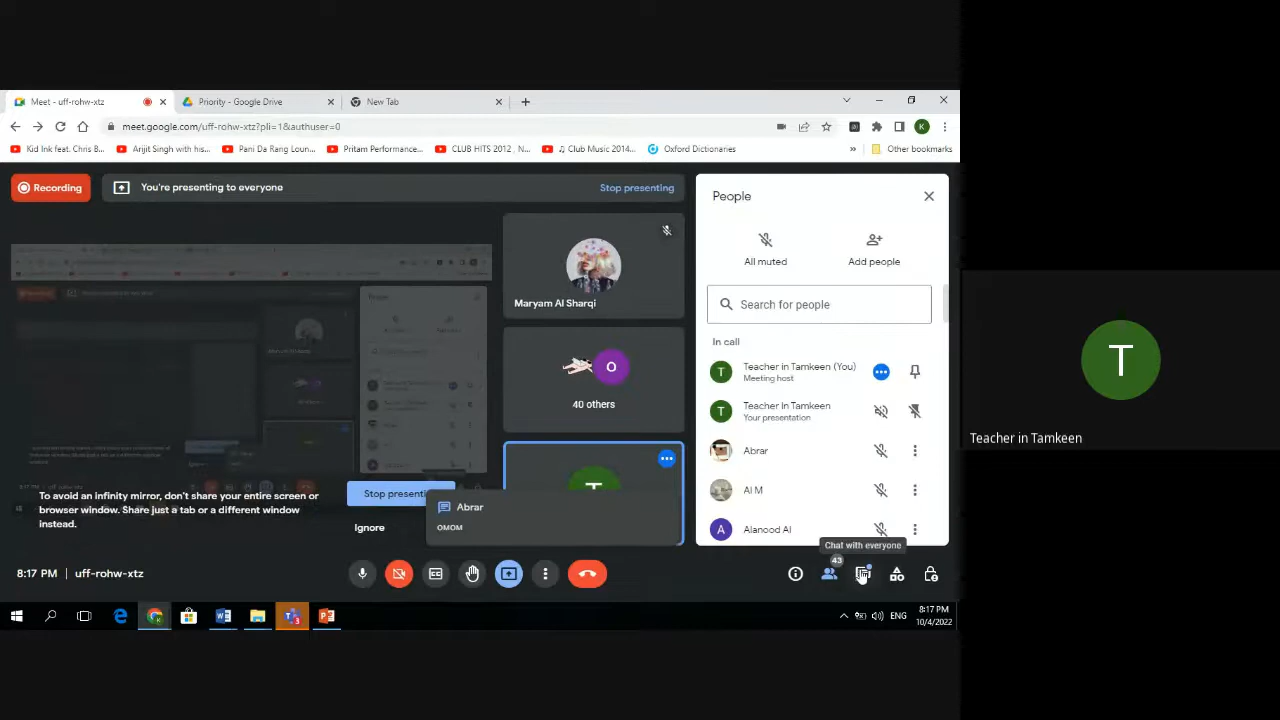 Meet - uff-rohw-xtz
Priority - Google Drive
New Tab
meet.google.com/uff-rohw-xtz?pli=1&authuser=0
K
Kid Ink feat. Chris B...
Arijit Singh with his...
Pani Da Rang Loun...
Pritam Performance...
CLUB HITS 2012 , N...
♫ Club Music 2014...
Oxford Dictionaries
»
Other bookmarks
Recording
You're presenting to everyone
Stop presenting
Maryam Al Sharqi
O
40 others
T
To avoid an infinity mirror, don't share your entire screen or
browser window. Share just a tab or a different window
instead.
Stop presenti
Ignore
Abrar
OMOM
People
All muted
Add people
Search for people
In call
T
Teacher in Tamkeen (You)
Meeting host
T
Teacher in Tamkeen
Your presentation
Abrar
Al M
A
Alanood Al
Chat with everyone
43
8:17 PM | uff-rohw-xtz
ENG
8:17 PM
10/4/2022
T
Teacher in Tamkeen